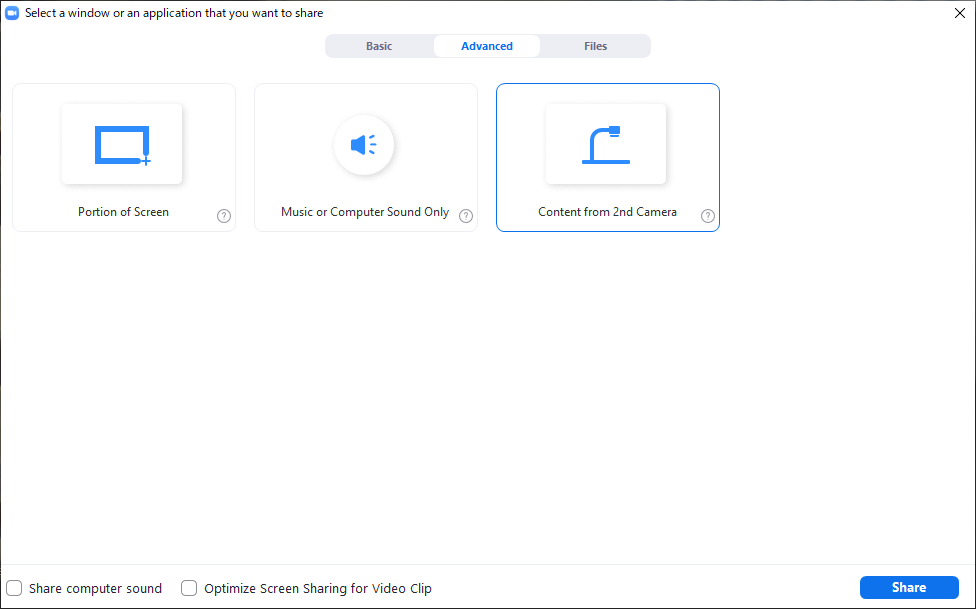 Select a window or an application that you want to share
Basic
Advanced
Files
Portion of Screen
?
Music or Computer Sound Only
?
Content from 2nd Camera
?
Share computer sound
Optimize Screen Sharing for Video Clip
Share